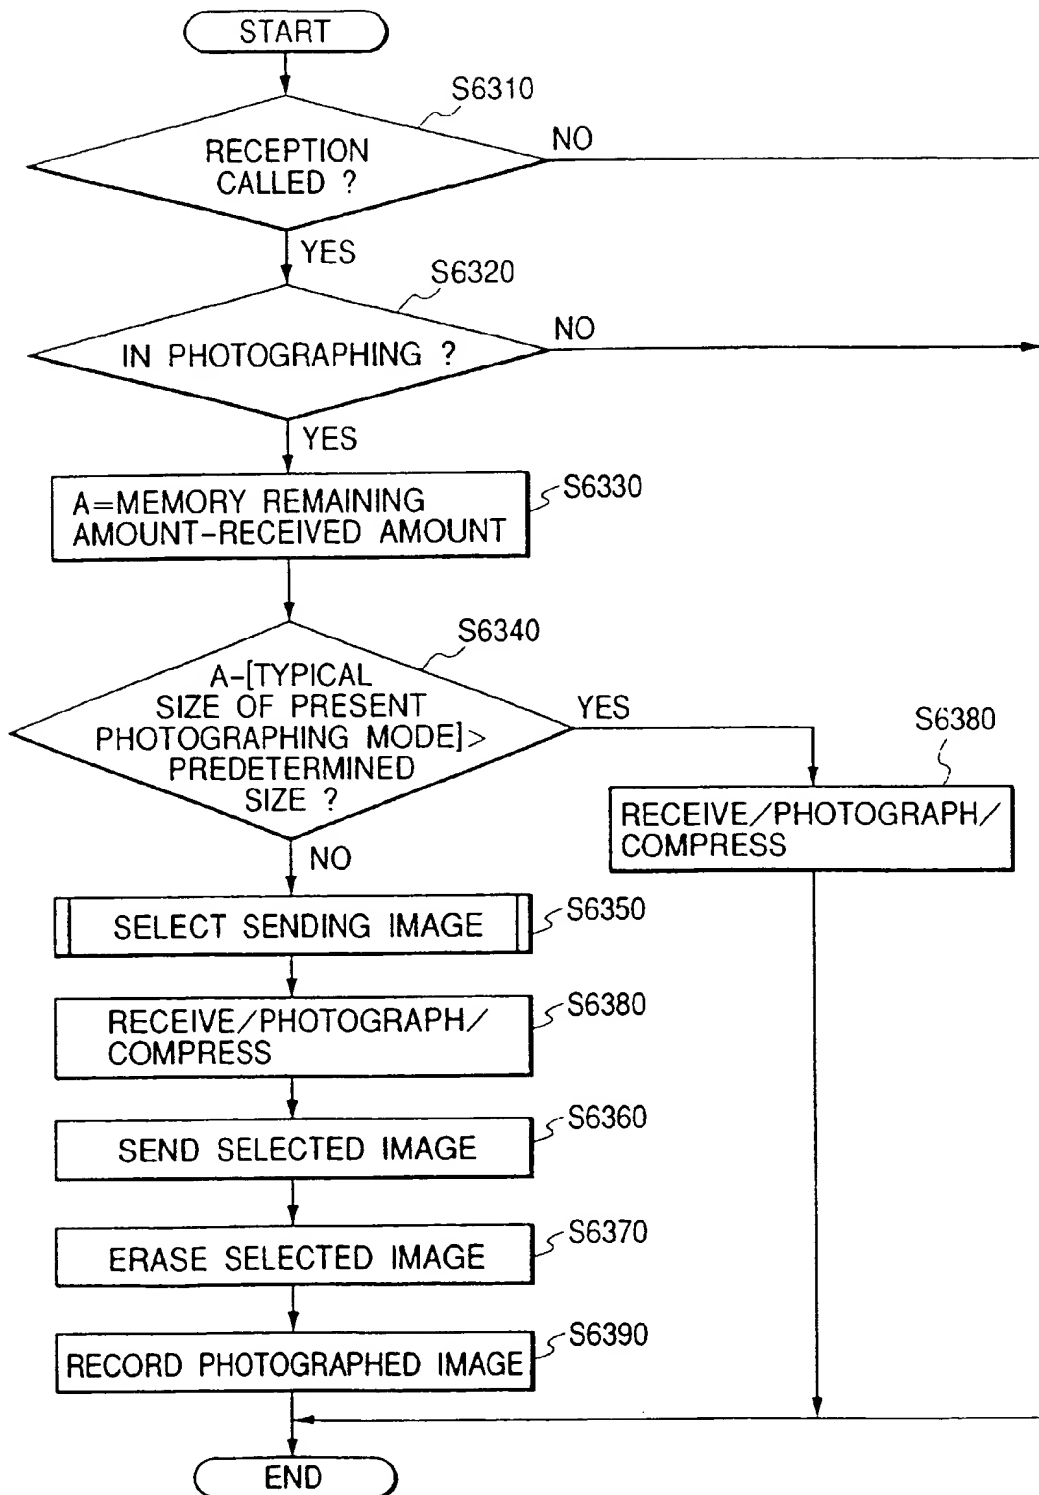 START
S6310
RECEPTION
CALLED ?
NO
YES
S6320
IN PHOTOGRAPHING ?
NO
YES
S6330
A=MEMORY REMAINING
AMOUNT-RECEIVED AMOUNT
S6340
A-[TYPICAL
SIZE OF PRESENT
PHOTOGRAPHING MODE]>
PREDETERMINED
SIZE ?
YES
S6380
RECEIVE/PHOTOGRAPH/
COMPRESS
NO
SELECT SENDING IMAGE
S6350
RECEIVE/PHOTOGRAPH/
COMPRESS
S6380
SEND SELECTED IMAGE
S6360
ERASE SELECTED IMAGE
S6370
RECORD PHOTOGRAPHED IMAGE
S6390
END